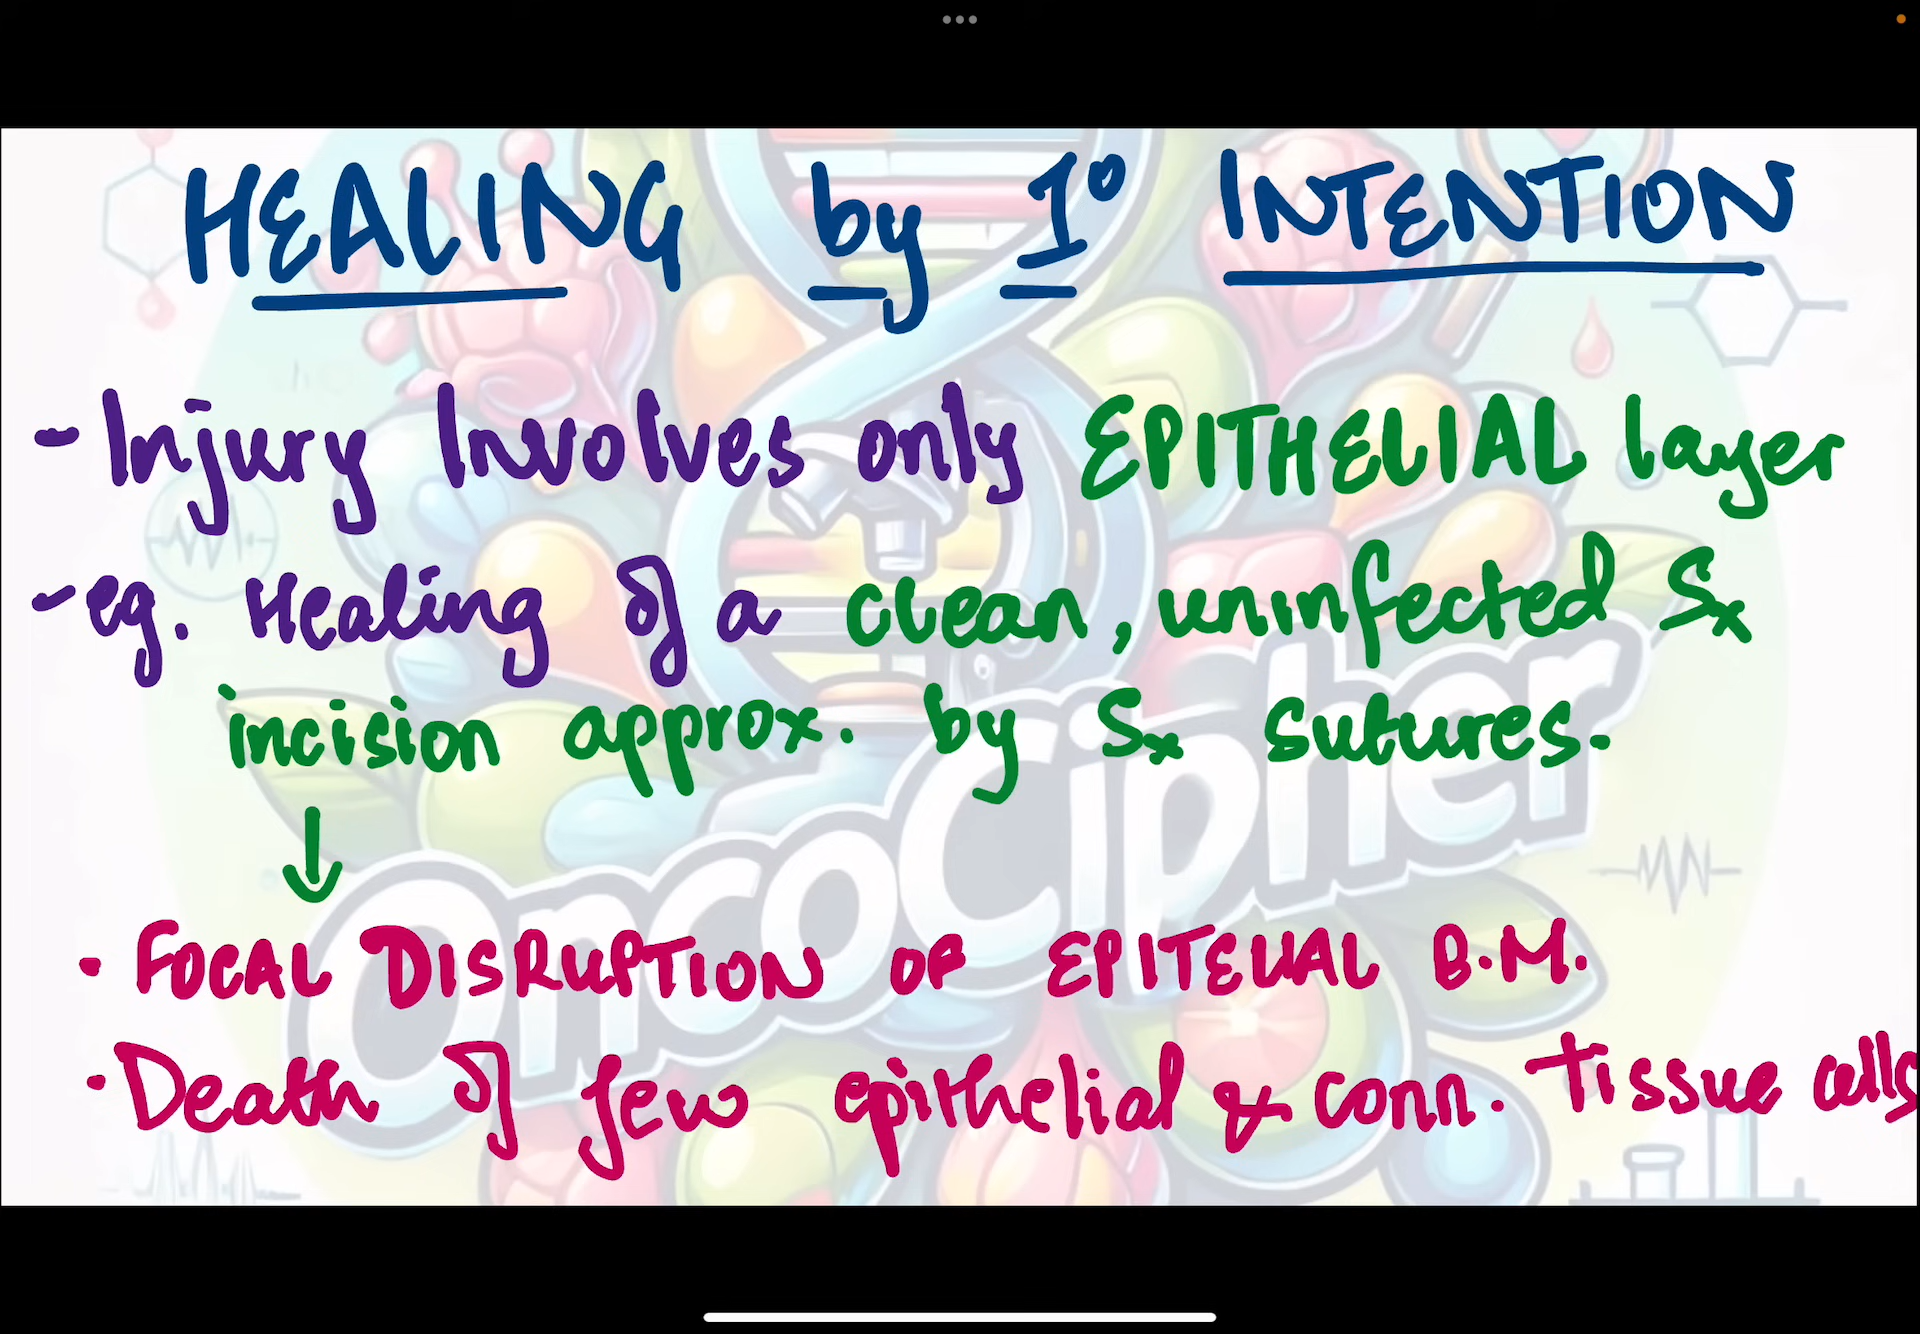 HEALING by 1° INTENTION
- Injury Involves only EPITHELIAL layer
- eg. Healing of a clean, uninfected Sx
incision approx. by Sx sutures.
↓
• FOCAL DISRUPTION OF EPITELIAL B.M.
• Death of few epithelial & conn. Tissue cells
OncoCipher